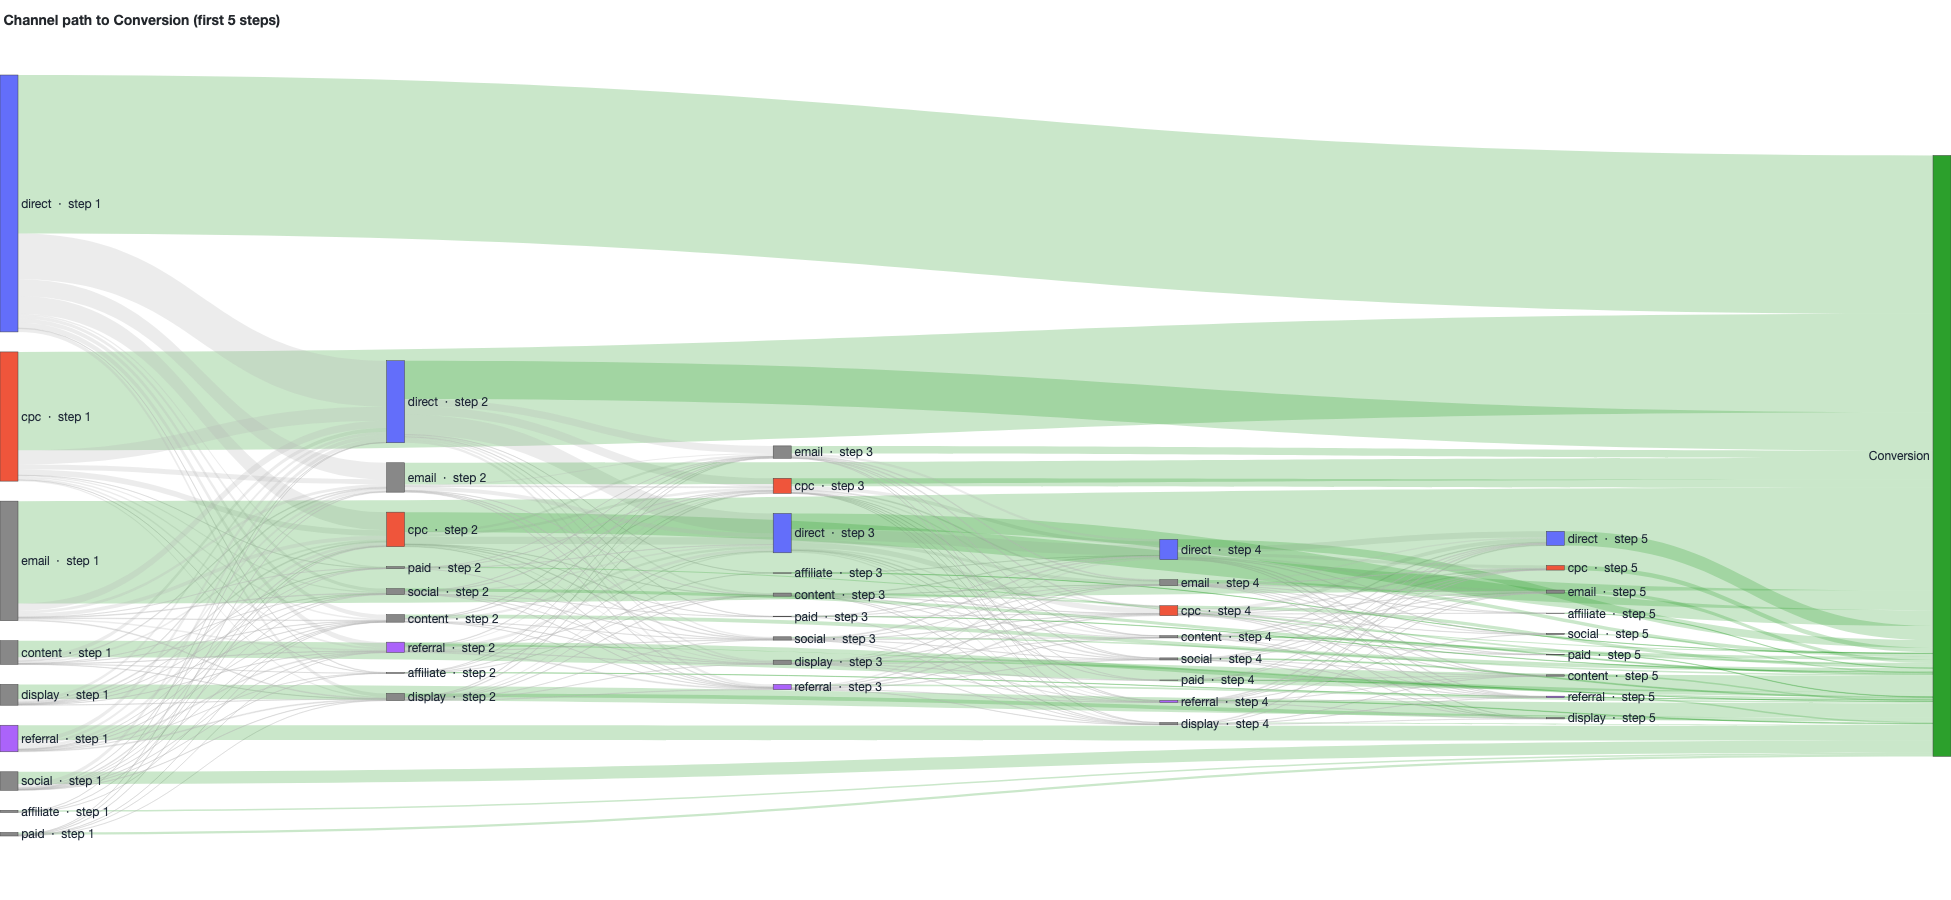 Channel path to Conversion (first 5 steps)
direct · step 1
cpc · step 1
email · step 1
content · step 1
display · step 1
referral · step 1
social · step 1
affiliate · step 1
paid · step 1
direct · step 2
email · step 2
cpc · step 2
paid · step 2
social · step 2
content · step 2
referral · step 2
affiliate · step 2
display · step 2
email · step 3
cpc · step 3
direct · step 3
affiliate · step 3
content · step 3
paid · step 3
social · step 3
display · step 3
referral · step 3
direct · step 4
email · step 4
cpc · step 4
content · step 4
social · step 4
paid · step 4
referral · step 4
display · step 4
direct · step 5
cpc · step 5
email · step 5
affiliate · step 5
social · step 5
paid · step 5
content · step 5
referral · step 5
display · step 5
Conversion